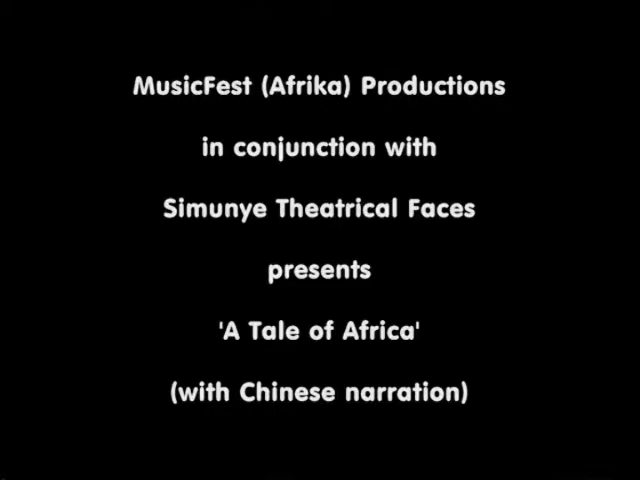 MusicFest (Afrika) Productions
in conjunction with
Simunye Theatrical Faces
presents
'A Tale of Africa'
(with Chinese narration)